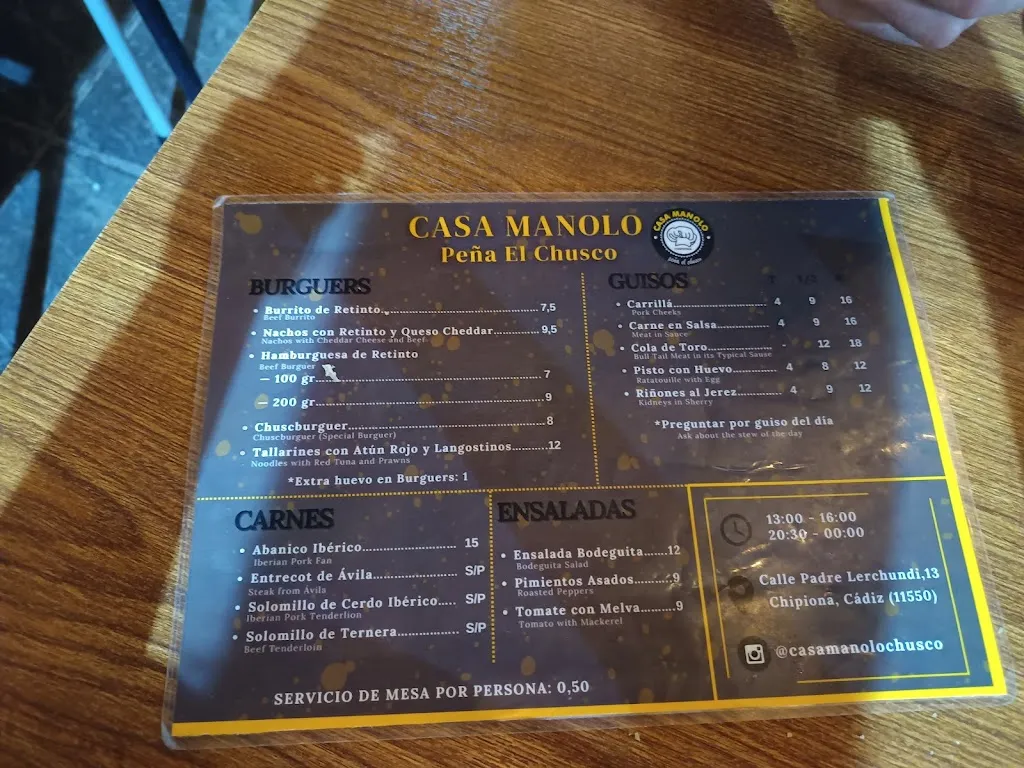 CASA MANOLO
Peña El Chusco
CASA MANOLO
peña el chusco
BURGUERS
• Burrito de Retinto 7,5
Beef Burrito
• Nachos con Retinto y Queso Cheddar 9,5
Nachos with Cheddar Cheese and Beef
• Hamburguesa de Retinto
Beef Burguer
— 100 gr. 7
— 200 gr. 9
• Chuscburguer 8
Chuscburguer (Special Burguer)
• Tallarines con Atún Rojo y Langostinos 12
Noodles with Red Tuna and Prawns
*Extra huevo en Burguers: 1
GUISOS T 1/2
• Carrillá 4 9 16
Pork Cheeks
• Carne en Salsa 4 9 16
Meat in Sauce
• Cola de Toro - 12 18
Bull Tail Meat in its Typical Sause
• Pisto con Huevo 4 8 12
Ratatouille with Egg
• Riñones al Jerez 4 9 12
Kidneys in Sherry
*Preguntar por guiso del día
Ask about the stew of the day
CARNES
• Abanico Ibérico 15
Iberian Pork Fan
• Entrecot de Ávila S/P
Steak from Ávila
• Solomillo de Cerdo Ibérico S/P
Iberian Pork Tenderlion
• Solomillo de Ternera S/P
Beef Tenderloin
ENSALADAS
• Ensalada Bodeguita 12
Bodeguita Salad
• Pimientos Asados 9
Roasted Peppers
• Tomate con Melva 9
Tomato with Mackerel
SERVICIO DE MESA POR PERSONA: 0,50
13:00 - 16:00
20:30 - 00:00
Calle Padre Lerchundi,13
Chipiona, Cádiz (11550)
@casamanolochusco